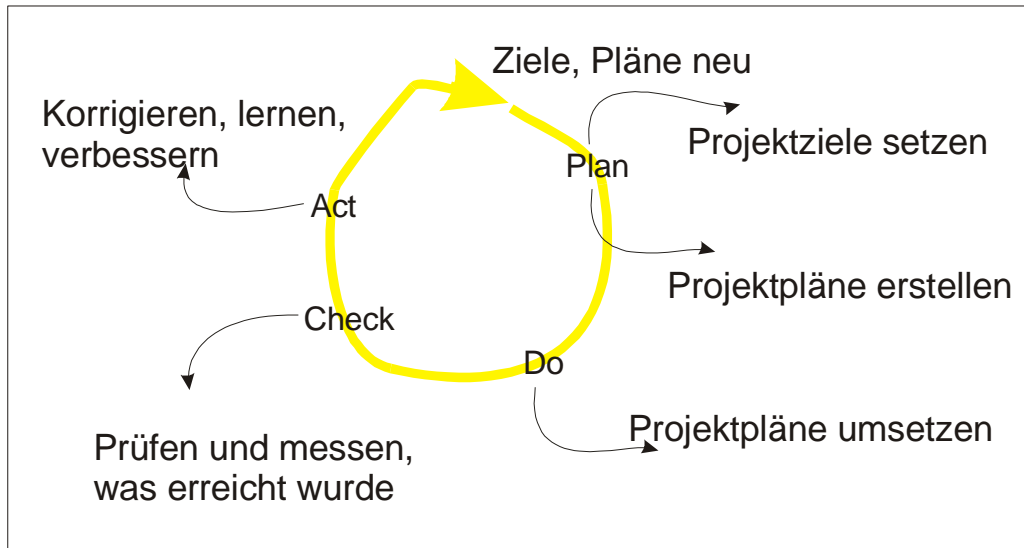 Ziele, Pläne neu
Korrigieren, lernen,
verbessern
Projektziele setzen
Plan
Act
Projektpläne erstellen
Check
Do
Projektpläne umsetzen
Prüfen und messen,
was erreicht wurde